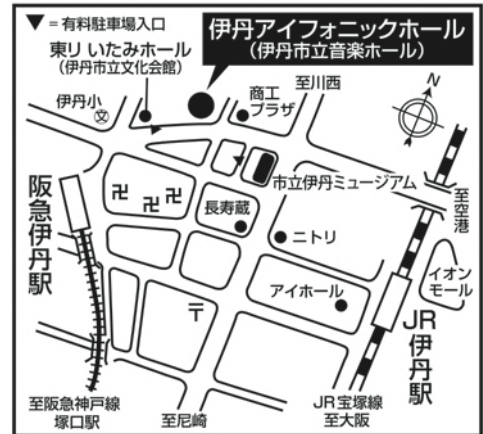 ▼=有料駐車場入口
伊丹アイフォニックホール
(伊丹市立音楽ホール)
東リ いたみホール
(伊丹市立文化会館)
至川西
伊丹小
文
商工
プラザ
N
市立伊丹ミュージアム
至空港
阪急伊丹駅
卍
卍
卍
長寿蔵
ニトリ
イオン
モール
アイホール
〒
JR伊丹駅
至阪急神戸線
塚口駅
至尼崎
JR宝塚線
至大阪